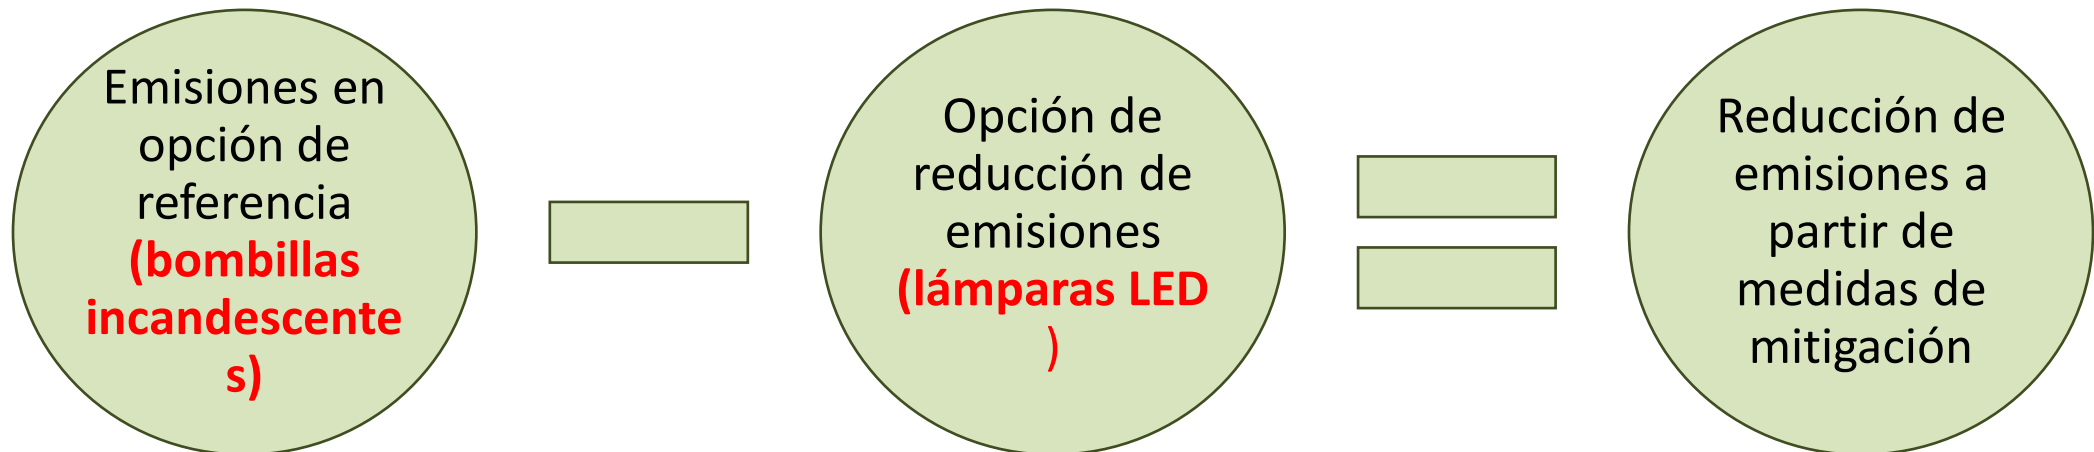 Emisiones en
opción de
referencia
(bombillas
incandescente
s)
Opción de
reducción de
emisiones
(lámparas LED
)
Reducción de
emisiones a
partir de
medidas de
mitigación